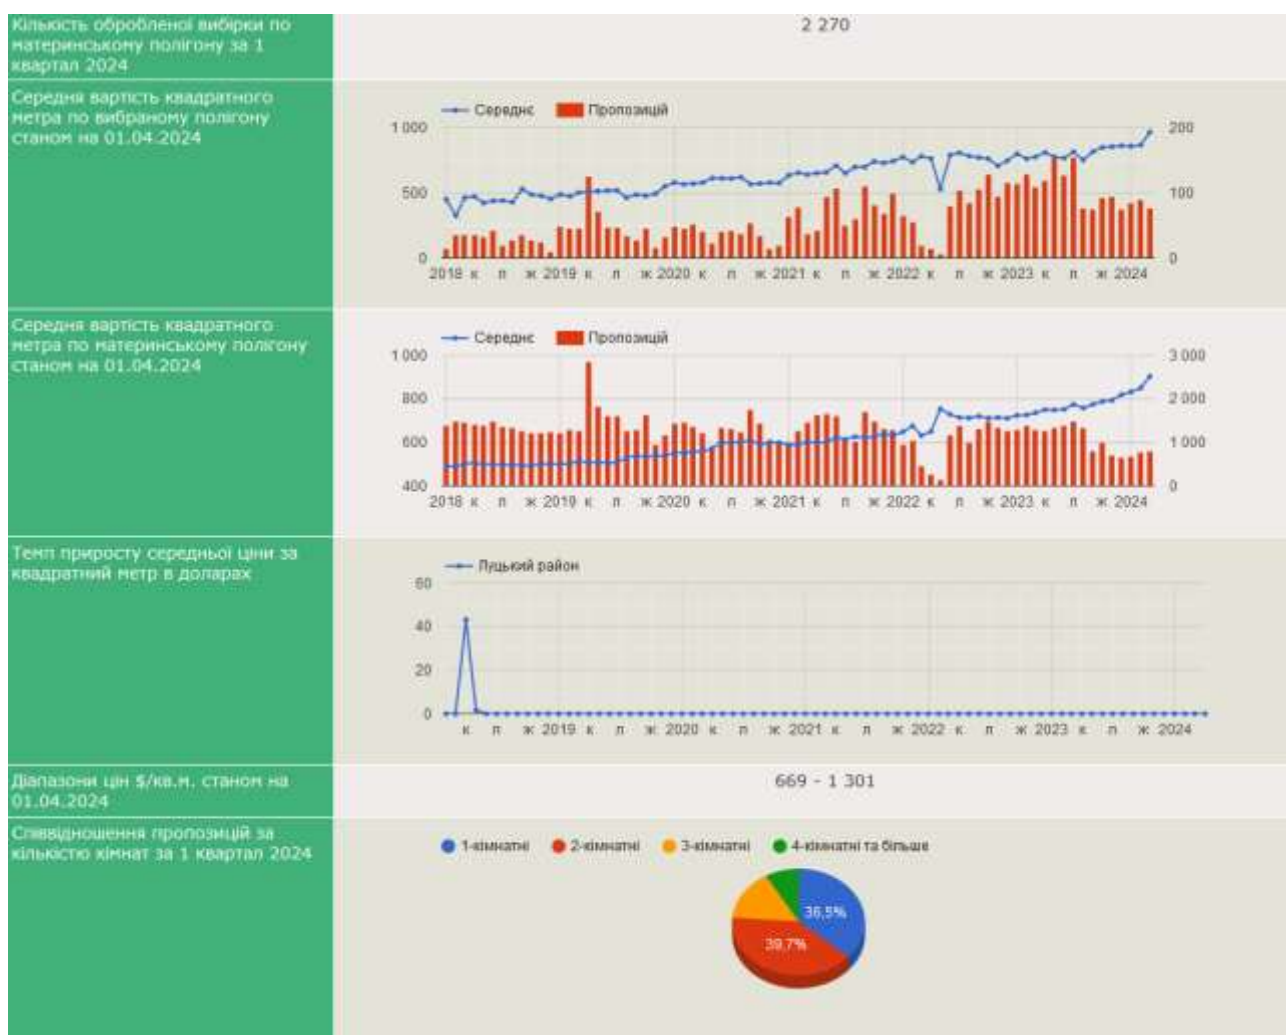 Кількость обробленої вибірки по
материнському полігону за 1
квартал 2024
2 270
Середня вартість квадратного
метра по вибраному полігону
станом на 01.04.2024
Середнє Пропозицій
1 000 200
500 100
0 0
2018 к л ж 2019 к л ж 2020 к л ж 2021 к л ж 2022 к л ж 2023 к л ж 2024
Середня вартість квадратного
метра по материнському полігону
станом на 01.04.2024
Середнє Пропозицій
1 000 3 000
800 2 000
600 1 000
400 0
2018 к л ж 2019 к л ж 2020 к л ж 2021 к л ж 2022 к л ж 2023 к л ж 2024
Темп приросту середньої ціни за
квадратний метр в доларах
Луцький район
60
40
20
0
к л ж 2019 к л ж 2020 к л ж 2021 к л ж 2022 к л ж 2023 к л ж 2024
Діапазони цін $/кв.м. станом на
01.04.2024
669 - 1 301
Співвідношення пропозицій за
кількістю кімнат за 1 квартал 2024
1-кімнатні 2-кімнатні 3-кімнатні 4-кімнатні та більше
36,5%
39,7%